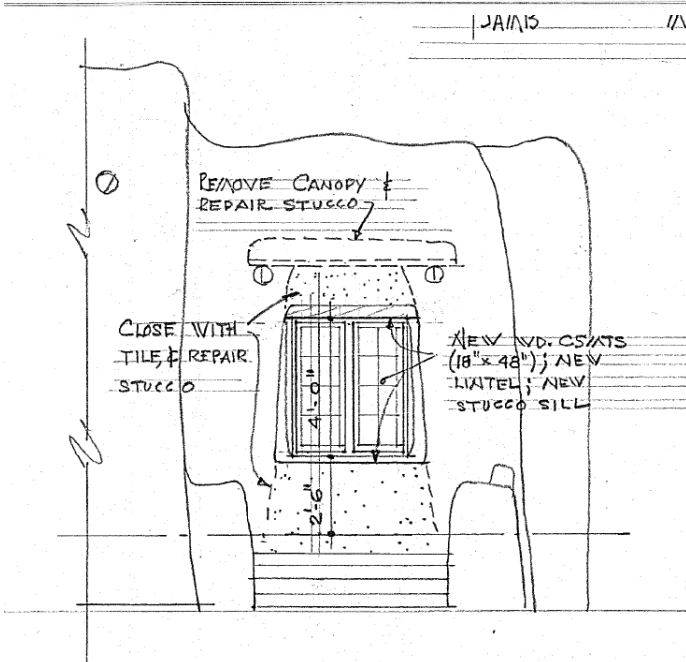 JAMBS
REMOVE CANOPY &
REPAIR STUCCO
CLOSE WITH
TILE, & REPAIR
STUCCO
NEW WD. CSMTS
(18" x 48"); NEW
LINTEL; NEW
STUCCO SILL
4'-0"
2'-6"